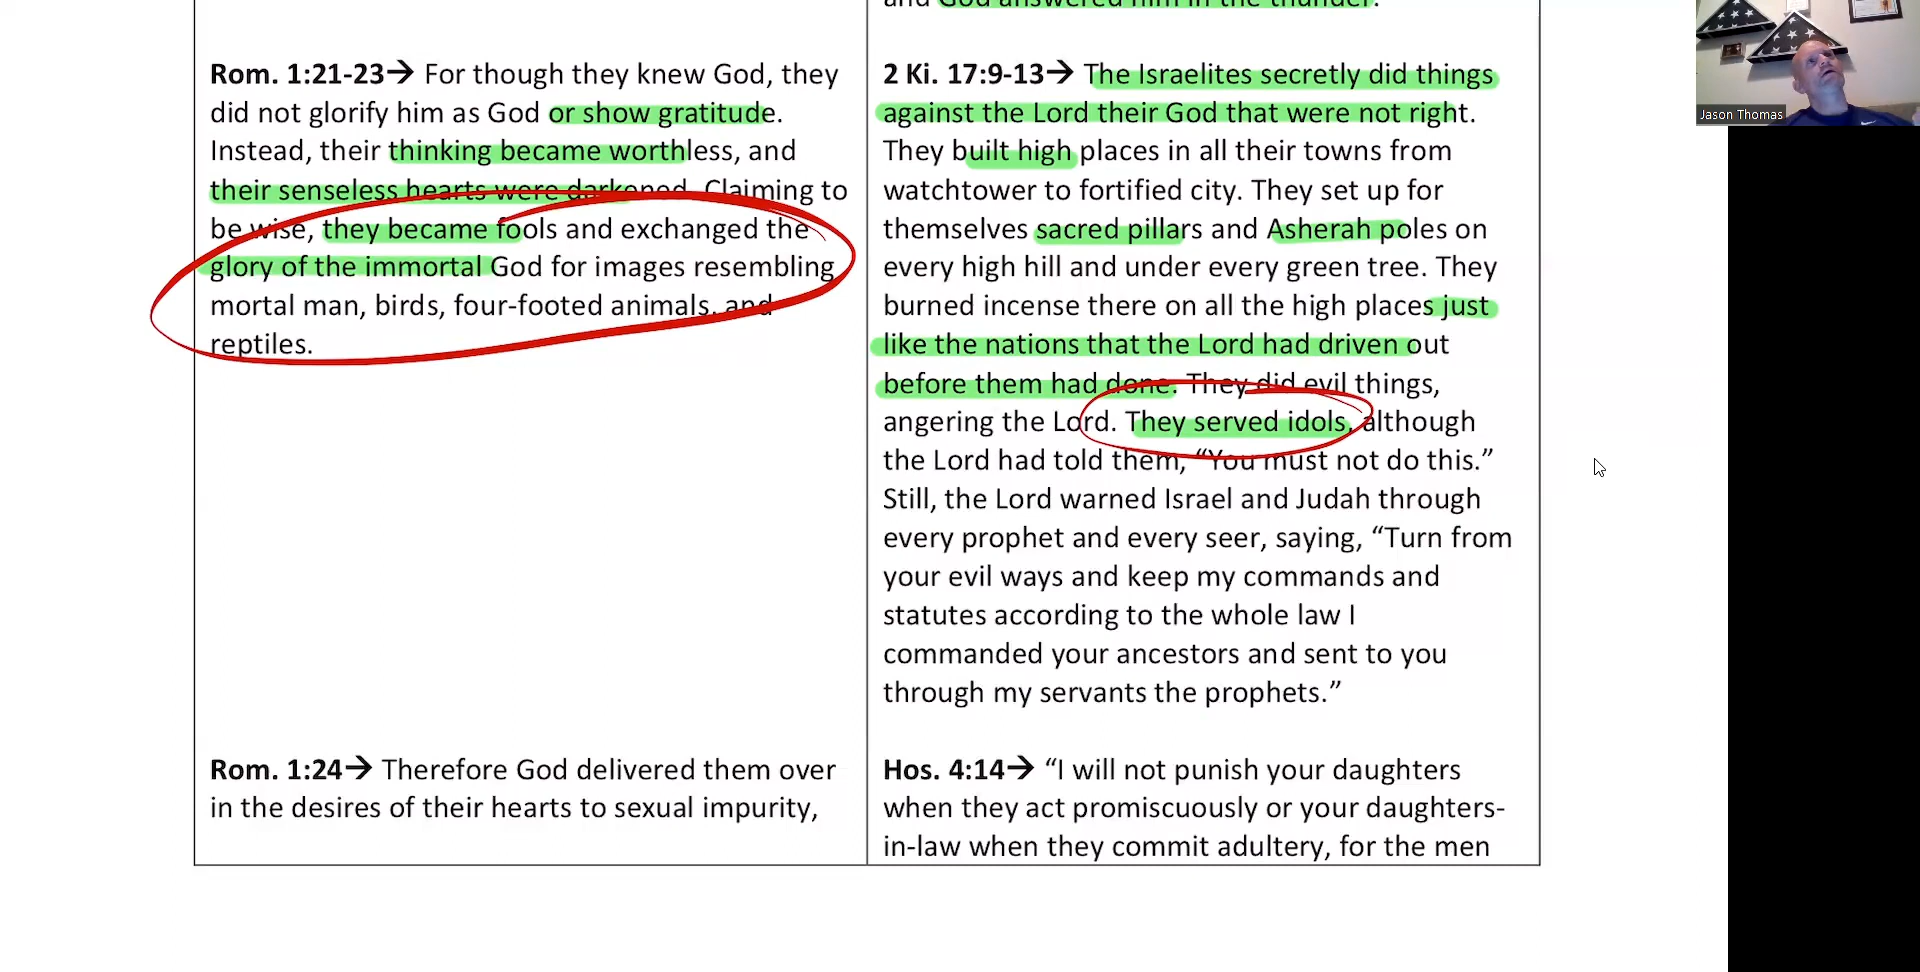 and God answered him in the thunder.
Rom. 1:21-23→ For though they knew God, they
did not glorify him as God or show gratitude.
Instead, their thinking became worthless, and
their senseless hearts were darkened. Claiming to
be wise, they became fools and exchanged the
glory of the immortal God for images resembling
mortal man, birds, four-footed animals, and
reptiles.
Rom. 1:24→ Therefore God delivered them over
in the desires of their hearts to sexual impurity,
2 Ki. 17:9-13→ The Israelites secretly did things
against the Lord their God that were not right.
They built high places in all their towns from
watchtower to fortified city. They set up for
themselves sacred pillars and Asherah poles on
every high hill and under every green tree. They
burned incense there on all the high places just
like the nations that the Lord had driven out
before them had done. They did evil things,
angering the Lord. They served idols, although
the Lord had told them, “You must not do this.”
Still, the Lord warned Israel and Judah through
every prophet and every seer, saying, “Turn from
your evil ways and keep my commands and
statutes according to the whole law I
commanded your ancestors and sent to you
through my servants the prophets.”
Hos. 4:14→ “I will not punish your daughters
when they act promiscuously or your daughters-
in-law when they commit adultery, for the men
Jason Thomas